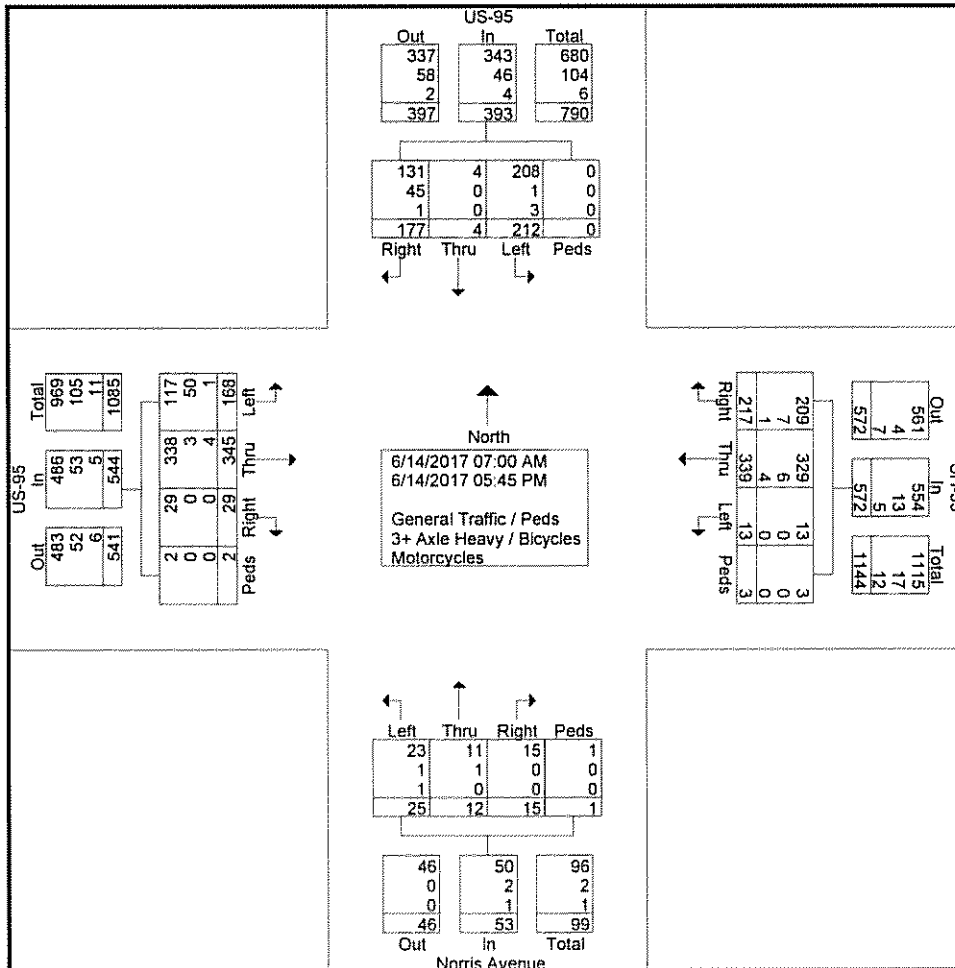 US-95
Out In Total
337 343 680
58 46 104
2 4 6
397 393 790
131 4 208 0
45 0 1 0
1 0 3 0
177 4 212 0
Right Thru Left Peds
Total
969
105
11
1085
In
486
53
5
544
Out
483
52
6
541
US-95
117 50 1 168 Left
338 3 4 345 Thru
29 0 0 29 Right
2 0 0 2 Peds
North
6/14/2017 07:00 AM
6/14/2017 05:45 PM
General Traffic / Peds
3+ Axle Heavy / Bicycles
Motorcycles
Right 217 1 7 209
Thru 339 4 6 329
Left 13 0 0 13
Peds 3 0 0 3
Out
561
4
7
572
In
554
13
5
572
Total
1115
17
12
1144
Left Thru Right Peds
23 11 15 1
1 1 0 0
1 0 0 0
25 12 15 1
46 50 96
0 2 2
0 1 1
46 53 99
Out In Total
Norris Avenue